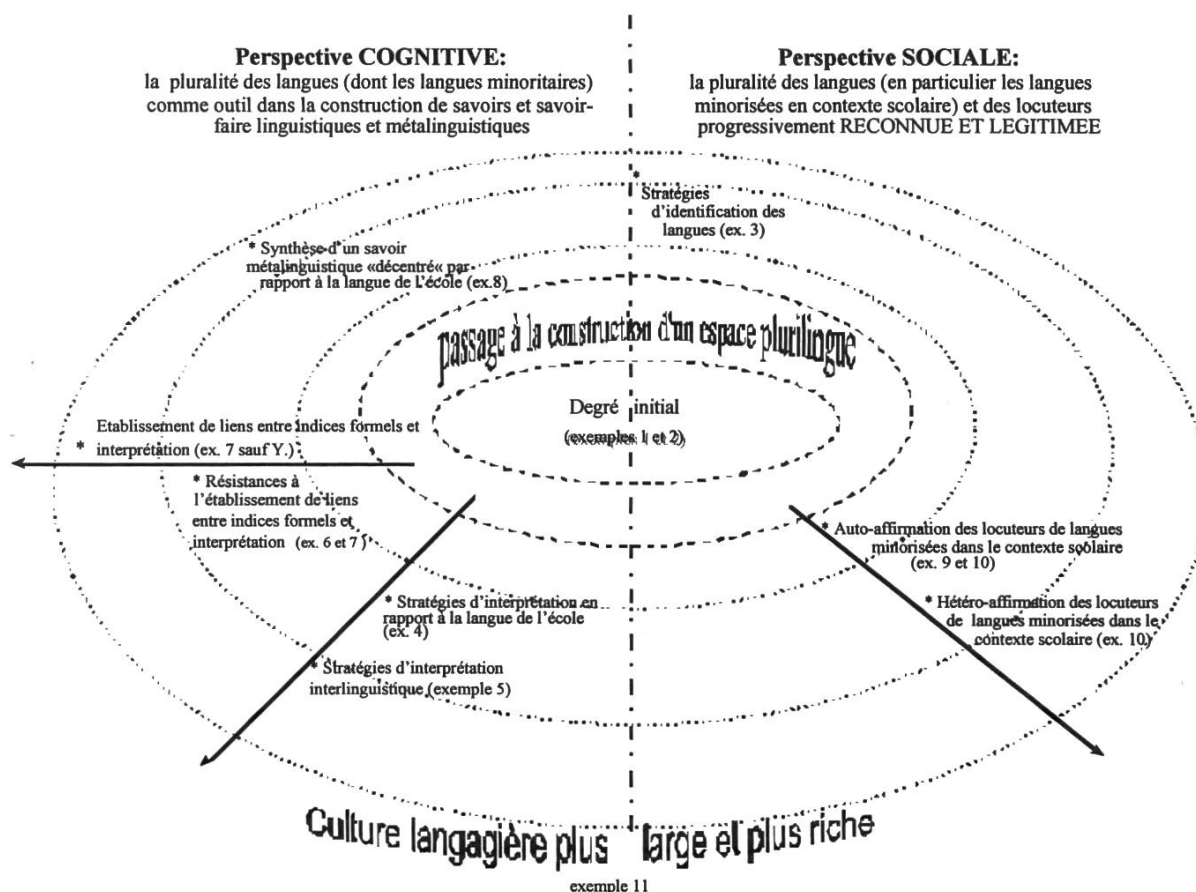 Perspective COGNITIVE:
la pluralité des langues (dont les langues minoritaires)
comme outil dans la construction de savoirs et savoir-
faire linguistiques et métalinguistiques
Perspective SOCIALE:
la pluralité des langues (en particulier les langues
minorisées en contexte scolaire) et des locuteurs
progressivement RECONNUE ET LEGITIMEE
* Stratégies
d'identification des
langues (ex. 3)
* Synthèse d'un savoir
métalinguistique «décentré« par
rapport à la langue de l'école (ex.8)
passage à la construction d'un espace plurilingue
Degré initial
(exemples 1 et 2)
Etablissement de liens entre indices formels et
* interprétation (ex. 7 sauf Y.)
* Résistances à
l'établissement de liens
entre indices formels et
interprétation (ex. 6 et 7)
* Auto-affirmation des locuteurs de langues
minorisées dans le contexte scolaire
(ex. 9 et 10)
* Stratégies d'interprétation en
rapport à la langue de l'école
(ex. 4)
* Hétéro-affirmation des locuteurs
de langues minorisées dans le
contexte scolaire (ex. 10)
* Stratégies d'interprétation
interlinguistique (exemple 5)
Culture langagière plus large et plus riche
exemple 11